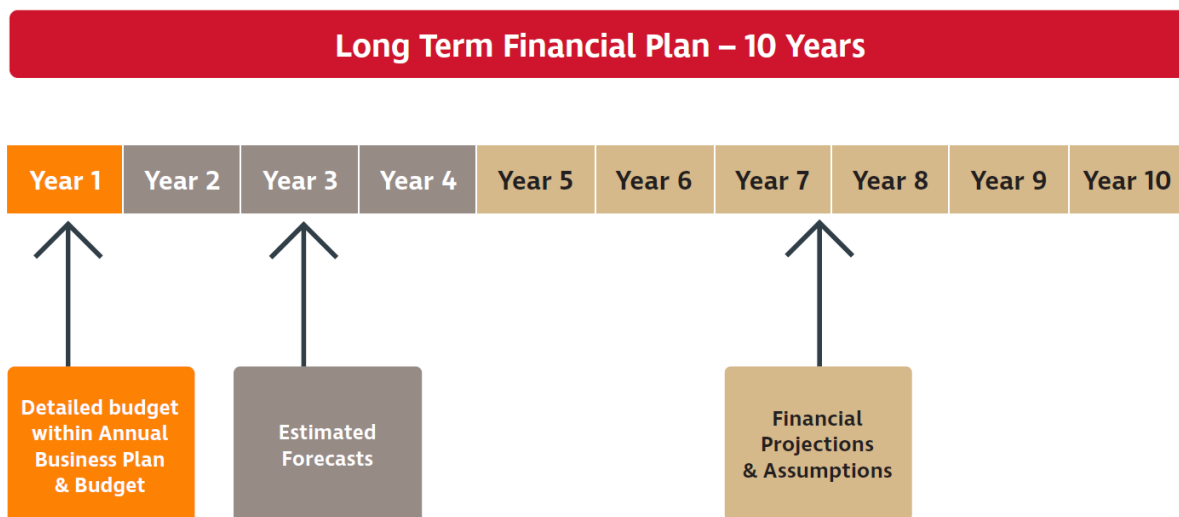 Long Term Financial Plan – 10 Years
Year 1
Year 2
Year 3
Year 4
Year 5
Year 6
Year 7
Year 8
Year 9
Year 10
Detailed budget
within Annual
Business Plan
& Budget
Estimated
Forecasts
Financial
Projections
& Assumptions